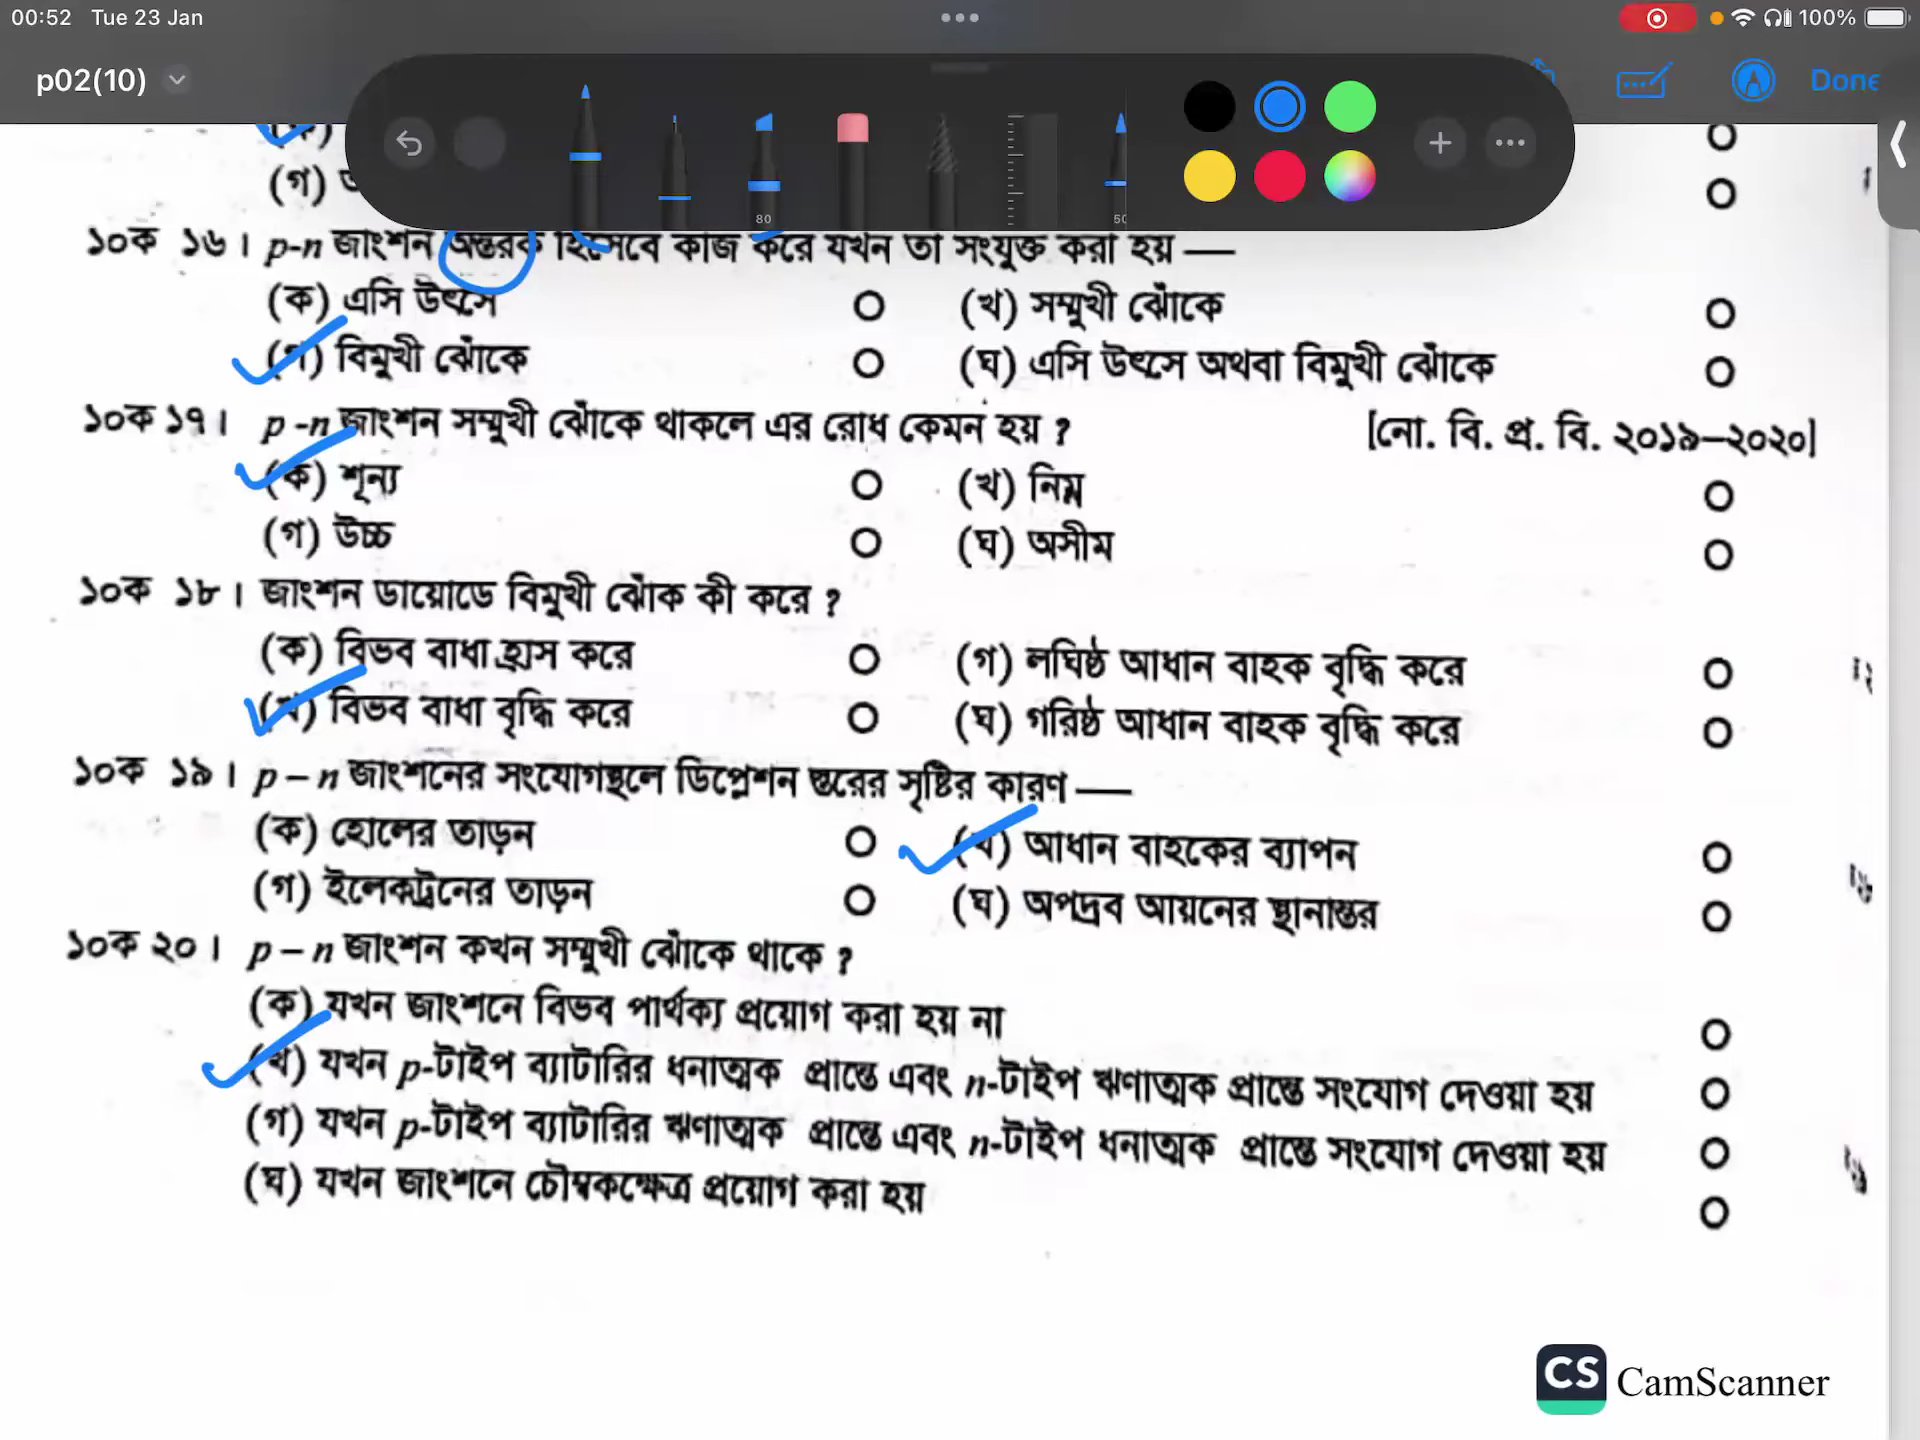 00:52 Tue 23 Jan
100%
p02(10)
Done
80
50
(গ)
১০ক ১৬। p-n জাংশন অন্তরক হিসেবে কাজ করে যখন তা সংযুক্ত করা হয় —
(ক) এসি উৎসে (খ) সম্মুখী ঝোঁকে
(গ) বিমুখী ঝোঁকে (ঘ) এসি উৎসে অথবা বিমুখী ঝোঁকে
১০ক ১৭। p -n জাংশন সম্মুখী ঝোঁকে থাকলে এর রোধ কেমন হয় ? [নো. বি. প্র. বি. ২০১৯–২০২০]
(ক) শূন্য (খ) নিম্ন
(গ) উচ্চ (ঘ) অসীম
১০ক ১৮। জাংশন ডায়োডে বিমুখী ঝোঁক কী করে ?
(ক) বিভব বাধা হ্রাস করে (গ) লঘিষ্ঠ আধান বাহক বৃদ্ধি করে
(খ) বিভব বাধা বৃদ্ধি করে (ঘ) গরিষ্ঠ আধান বাহক বৃদ্ধি করে
১০ক ১৯। p – n জাংশনের সংযোগস্থলে ডিপ্লেশন স্তরের সৃষ্টির কারণ —
(ক) হোলের তাড়ন (খ) আধান বাহকের ব্যাপন
(গ) ইলেকট্রনের তাড়ন (ঘ) অপদ্রব আয়নের স্থানান্তর
১০ক ২০। p – n জাংশন কখন সম্মুখী ঝোঁকে থাকে ?
(ক) যখন জাংশনে বিভব পার্থক্য প্রয়োগ করা হয় না
(খ) যখন p-টাইপ ব্যাটারির ধনাত্মক প্রান্তে এবং n-টাইপ ঋণাত্মক প্রান্তে সংযোগ দেওয়া হয়
(গ) যখন p-টাইপ ব্যাটারির ঋণাত্মক প্রান্তে এবং n-টাইপ ধনাত্মক প্রান্তে সংযোগ দেওয়া হয়
(ঘ) যখন জাংশনে চৌম্বকক্ষেত্র প্রয়োগ করা হয়
CS CamScanner